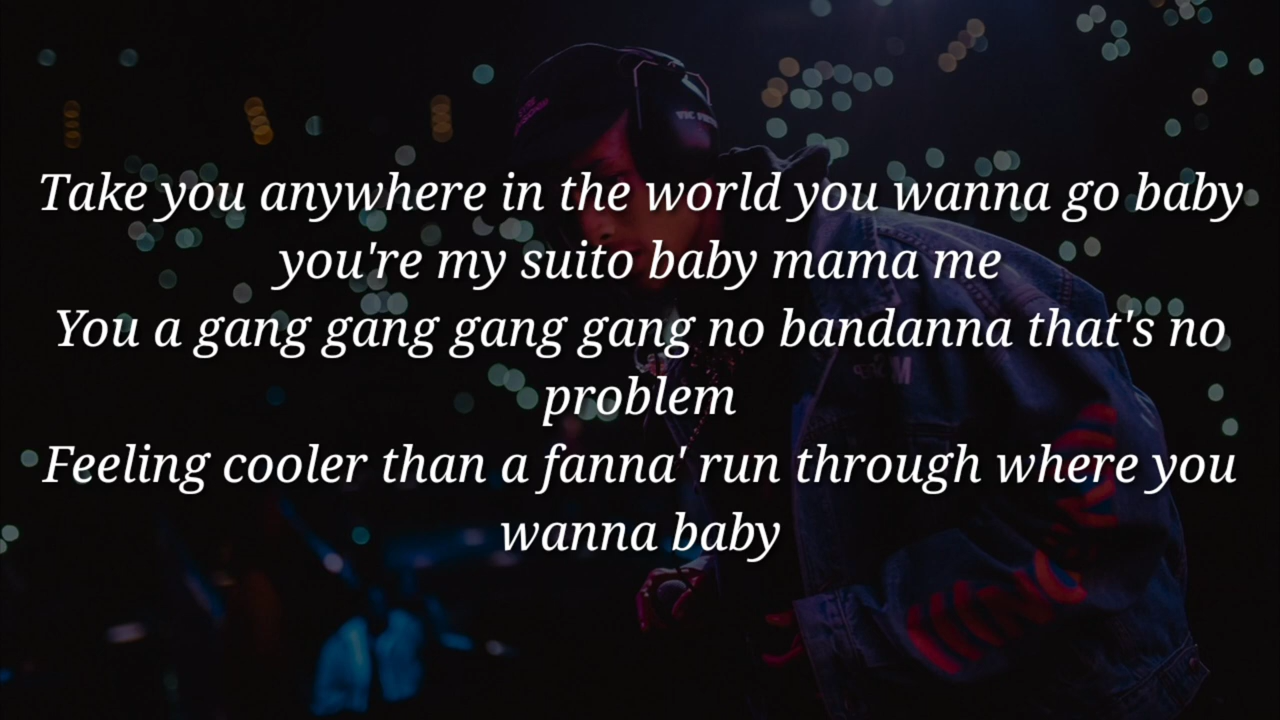 Take you anywhere in the world you wanna go baby
you're my suito baby mama me
You a gang gang gang gang no bandanna that's no
problem
Feeling cooler than a fanna' run through where you
wanna baby